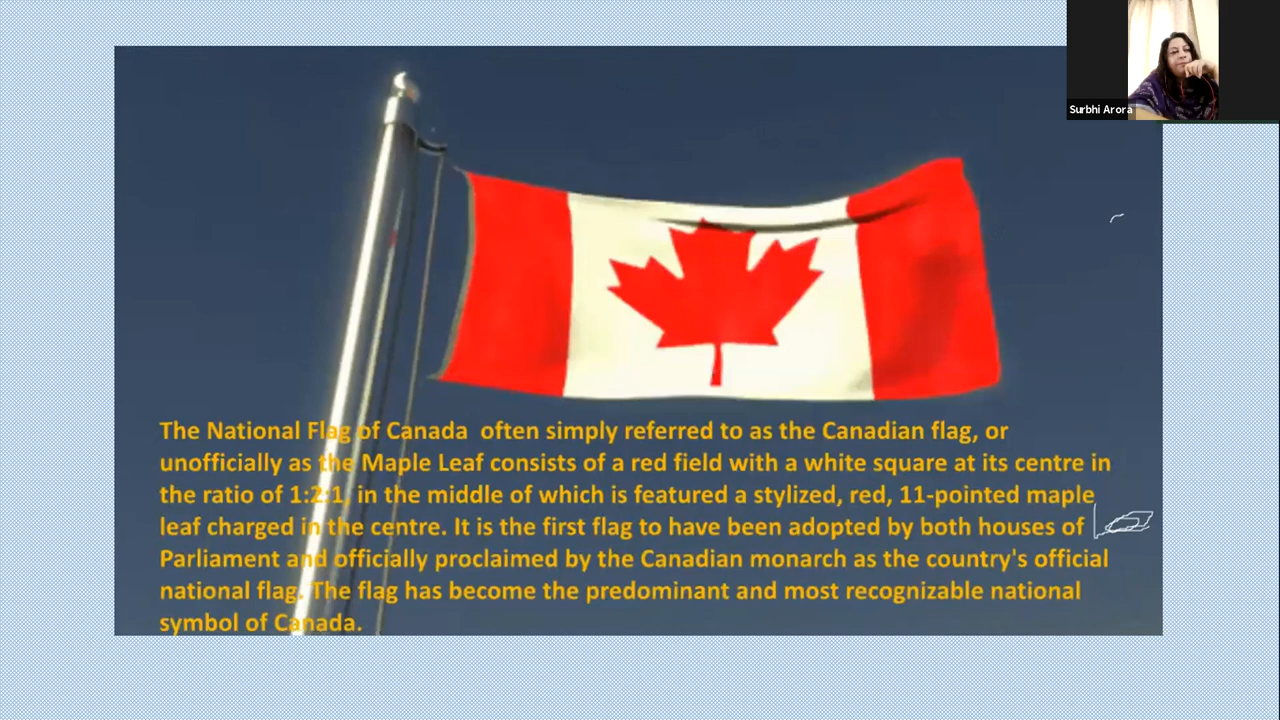 Surbhi Arora
The National Flag of Canada  often simply referred to as the Canadian flag, or
unofficially as the Maple Leaf consists of a red field with a white square at its centre in
the ratio of 1:2:1, in the middle of which is featured a stylized, red, 11-pointed maple
leaf charged in the centre. It is the first flag to have been adopted by both houses of
Parliament and officially proclaimed by the Canadian monarch as the country's official
national flag. The flag has become the predominant and most recognizable national
symbol of Canada.